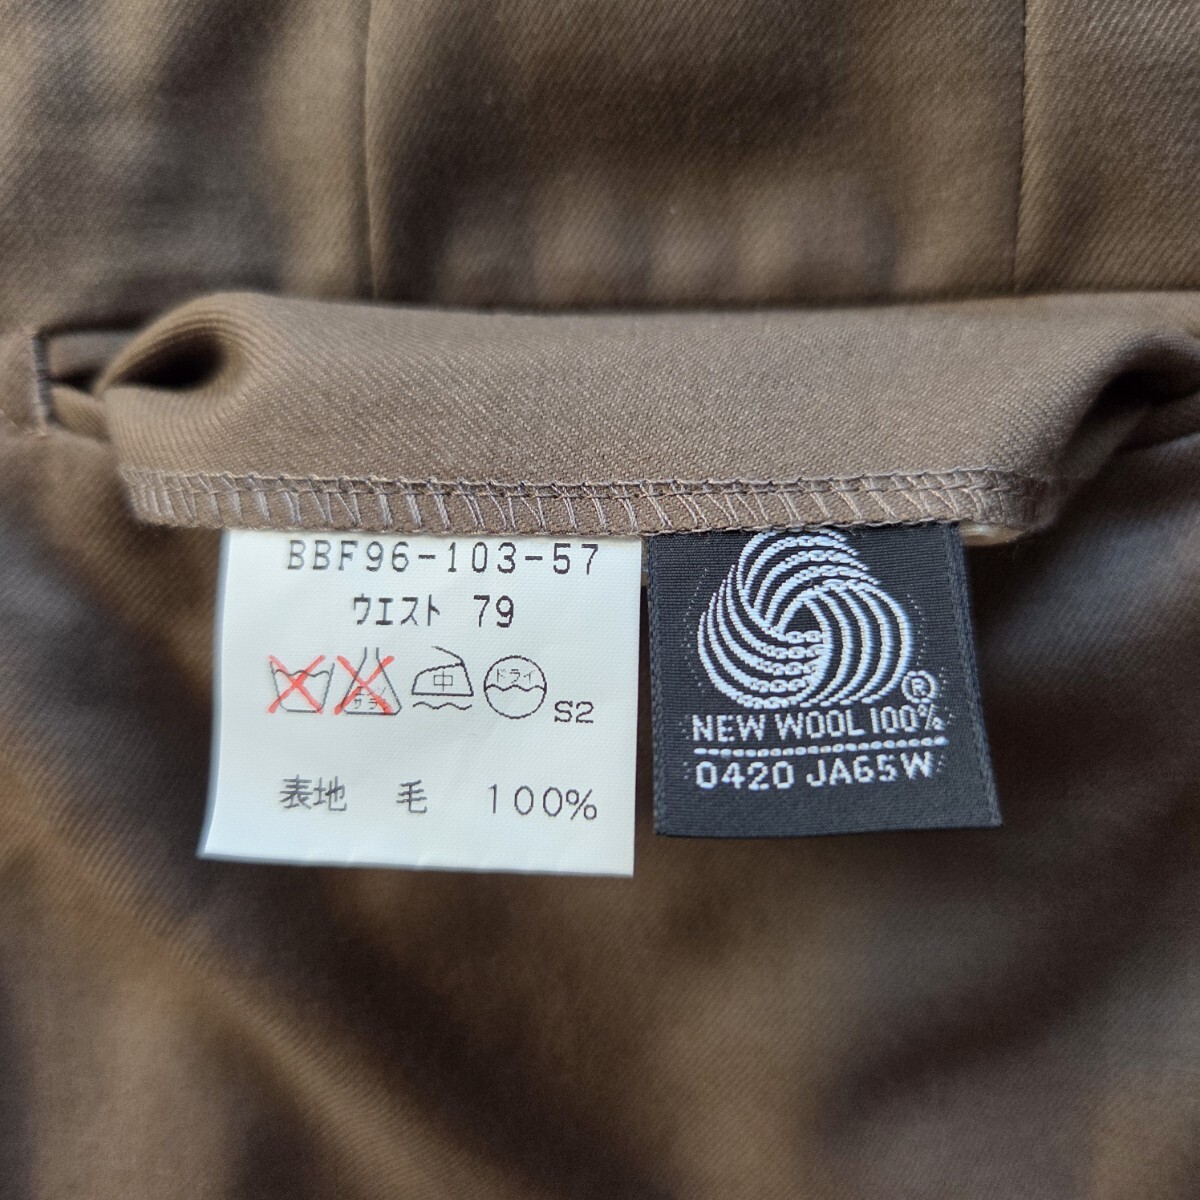 BBF96-103-57
ウエスト 79
中 ドライ
S2
表地 毛 100%
®
NEW WOOL 100%
0420 JA65W